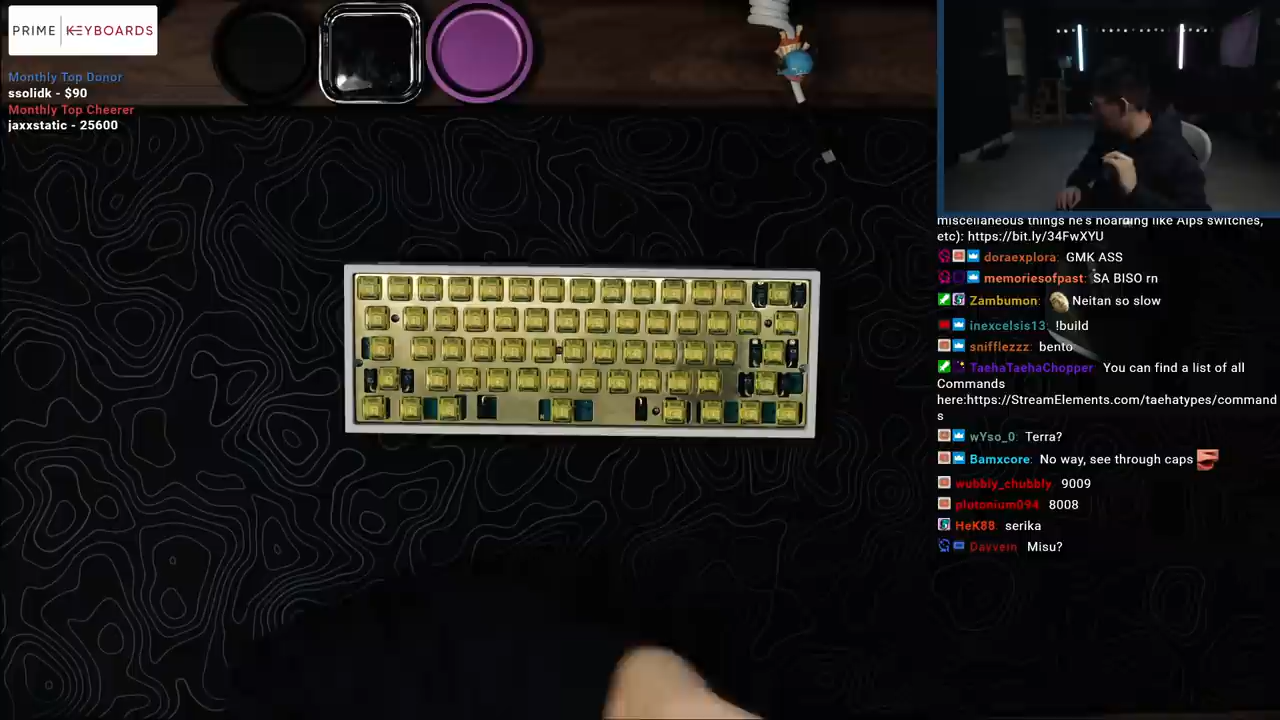 PRIME | KEYBOARDS
Monthly Top Donor
ssolidk - $90
Monthly Top Cheerer
jaxxstatic - 25600
miscellaneous things he's hoarding like Alps switches,
etc): https://bit.ly/34FwXYU
doraexplora: GMK ASS
memoriesofpast: SA BISO rn
Zambumon: Neitan so slow
inexcelsis13: !build
snifflezzz: bento
TaehaTaehaChopper: You can find a list of all
Commands
here:https://StreamElements.com/taehatypes/command
s
wYso_0: Terra?
Bamxcore: No way, see through caps
wubbiy_chubbly: 9009
plutonium094: 8008
HeK88: serika
Dayvein: Misu?